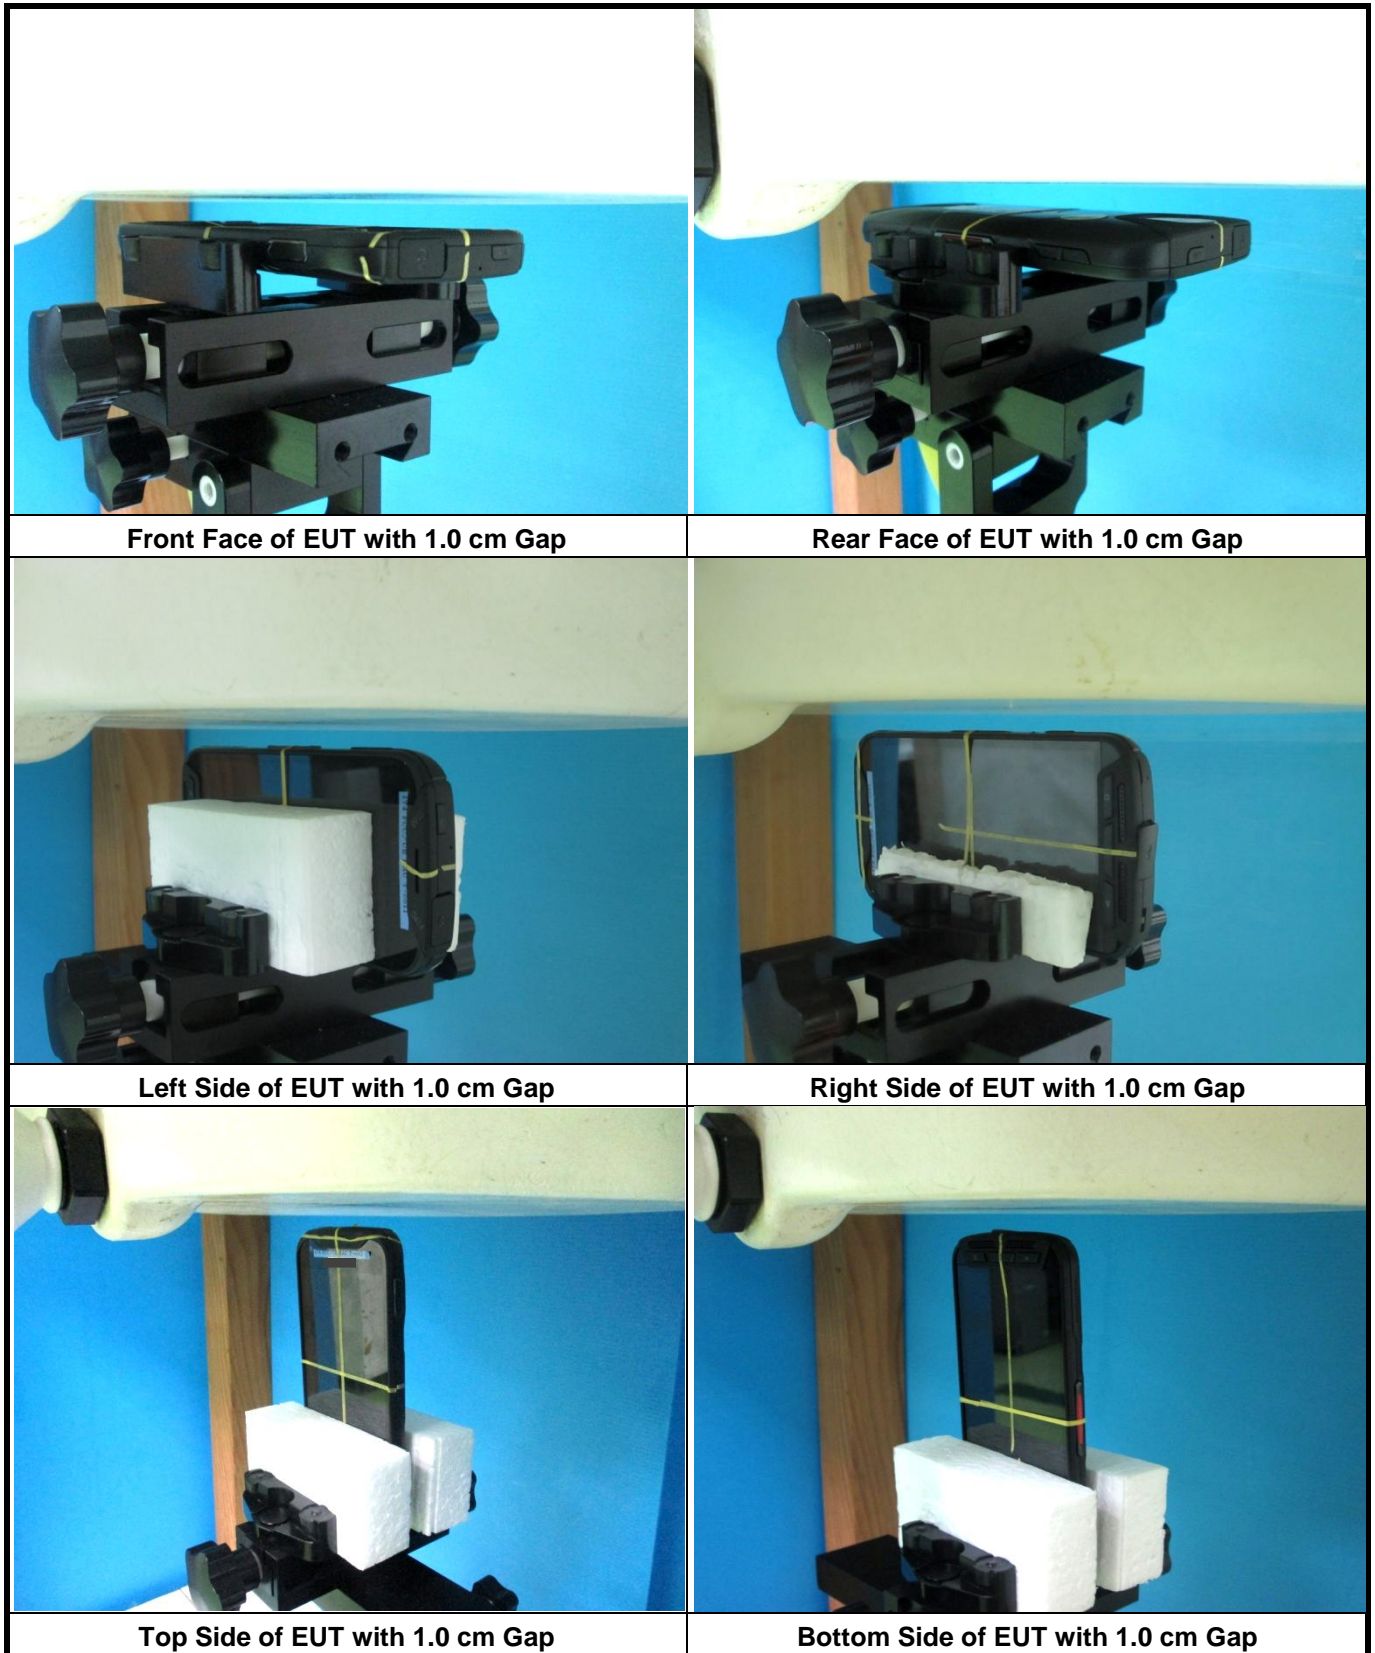 Front Face of EUT with 1.0 cm Gap
Rear Face of EUT with 1.0 cm Gap
Left Side of EUT with 1.0 cm Gap
Right Side of EUT with 1.0 cm Gap
Top Side of EUT with 1.0 cm Gap
Bottom Side of EUT with 1.0 cm Gap